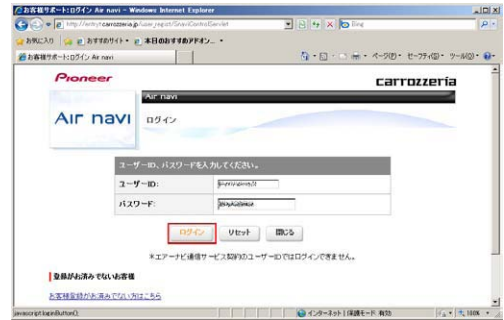 お客様サポート:ログイン Air navi - Windows Internet Explorer
Bing
お気に入り おすすめサイト 本日のおすすめアドオン...
お客様サポート:ログイン Air navi ページ(P) セーフティ(S) ツール(O)
Pioneer carrozzeria
Air navi
Air navi ログイン
ユーザーID、パスワードを入力してください。
ユーザーID:
パスワード:
ログイン リセット 閉じる
※エアーナビ通信サービス契約のユーザーIDではログインできません。
登録がお済みでないお客様
お客様登録がお済みでない方はこちら
インターネット | 保護モード: 有効 100%